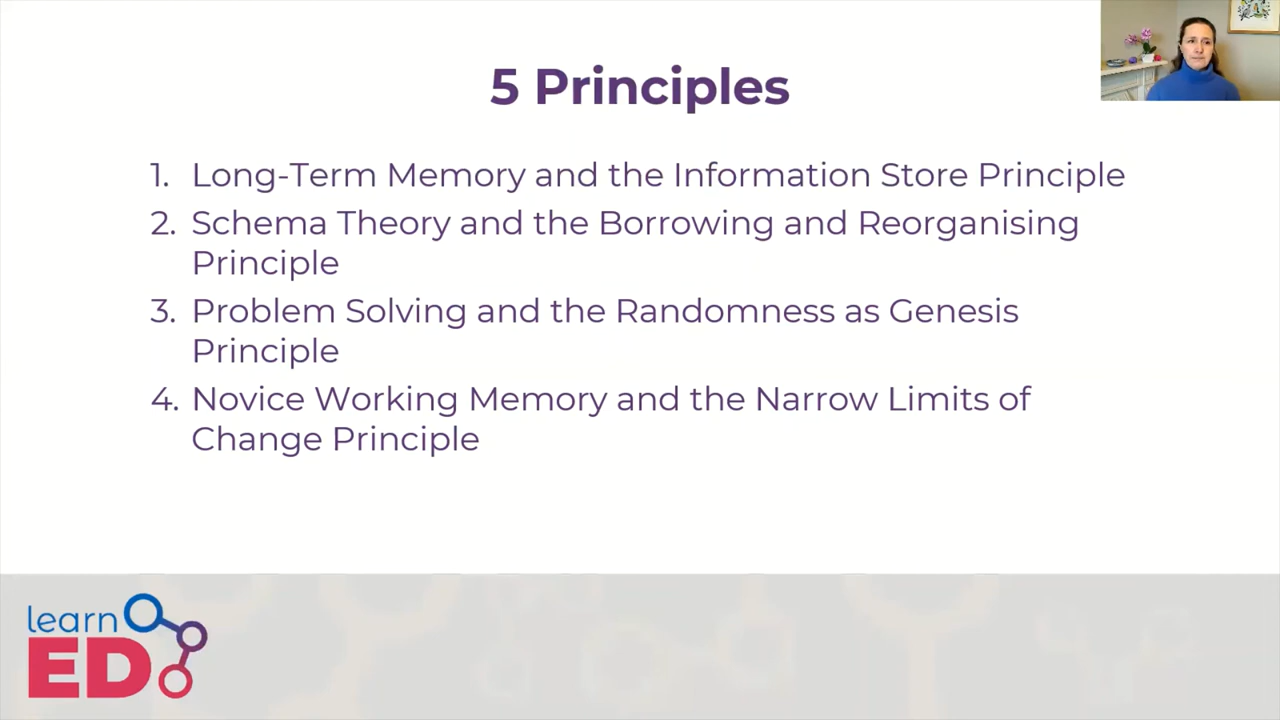 5 Principles
1. Long-Term Memory and the Information Store Principle
2. Schema Theory and the Borrowing and Reorganising
Principle
3. Problem Solving and the Randomness as Genesis
Principle
4. Novice Working Memory and the Narrow Limits of
Change Principle
learn
ED